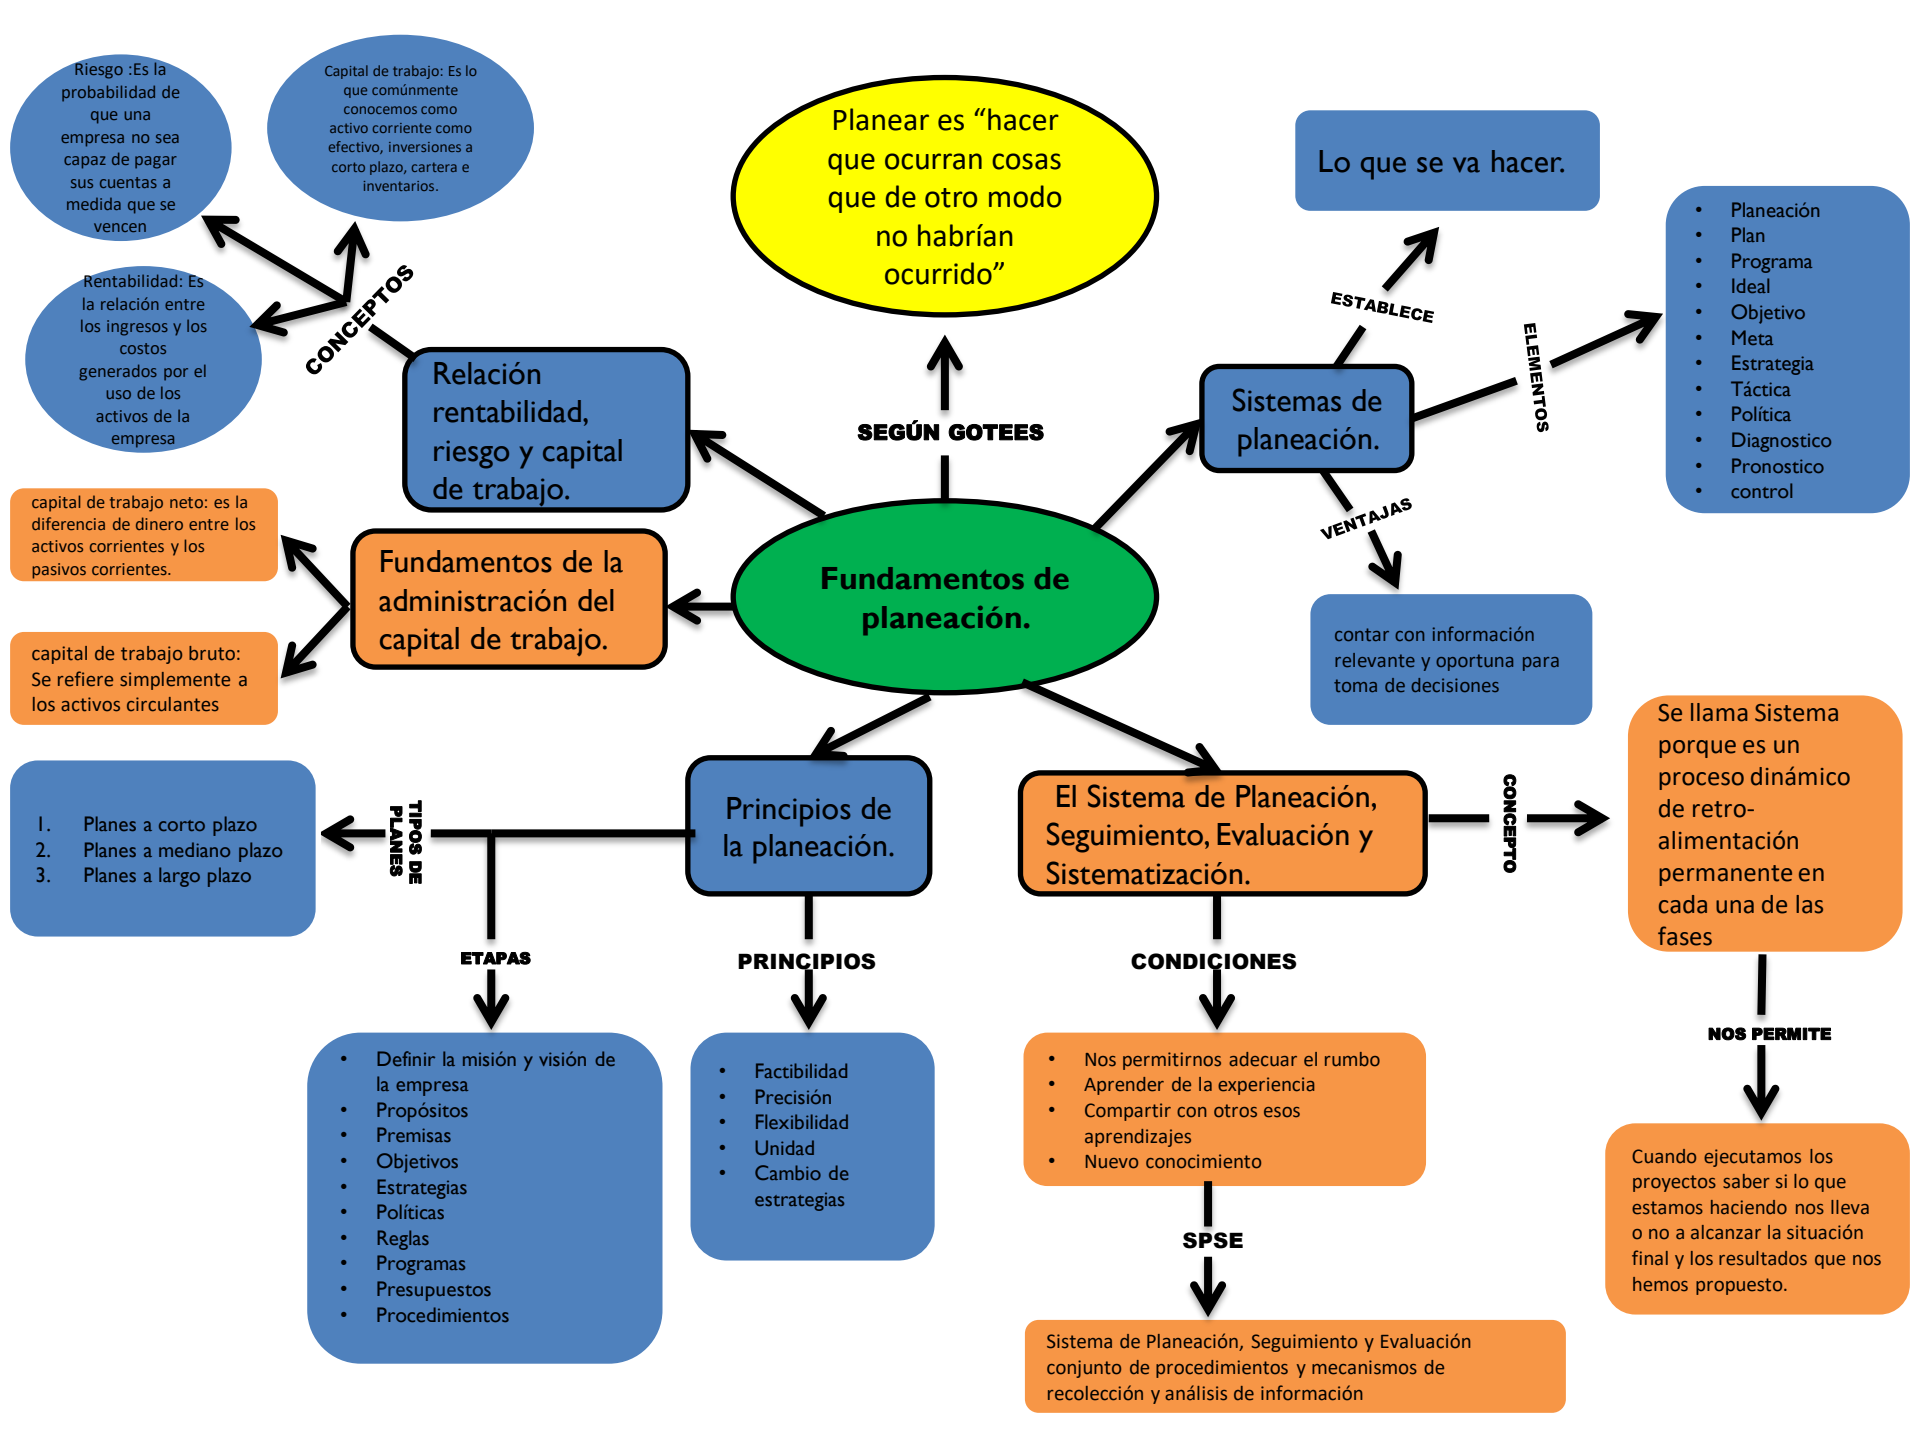 Riesgo :Es la
probabilidad de
que una
empresa no sea
capaz de pagar
sus cuentas a
medida que se
vencen
Capital de trabajo: Es lo
que comúnmente
conocemos como
activo corriente como
efectivo, inversiones a
corto plazo, cartera e
inventarios.
Rentabilidad: Es
la relación entre
los ingresos y los
costos
generados por el
uso de los
activos de la
empresa
CONCEPTOS
Relación
rentabilidad,
riesgo y capital
de trabajo.
Planear es “hacer
que ocurran cosas
que de otro modo
no habrían
ocurrido”
SEGÚN GOTEES
Lo que se va hacer.
ESTABLECE
Sistemas de
planeación.
ELEMENTOS
• Planeación
• Plan
• Programa
• Ideal
• Objetivo
• Meta
• Estrategia
• Táctica
• Política
• Diagnostico
• Pronostico
• control
VENTAJAS
contar con información
relevante y oportuna para
toma de decisiones
capital de trabajo neto: es la
diferencia de dinero entre los
activos corrientes y los
pasivos corrientes.
capital de trabajo bruto:
Se refiere simplemente a
los activos circulantes
Fundamentos de la
administración del
capital de trabajo.
Fundamentos de
planeación.
1. Planes a corto plazo
2. Planes a mediano plazo
3. Planes a largo plazo
TIPOS DE
PLANES
Principios de
la planeación.
El Sistema de Planeación,
Seguimiento, Evaluación y
Sistematización.
CONCEPTO
Se llama Sistema
porque es un
proceso dinámico
de retro-
alimentación
permanente en
cada una de las
fases
ETAPAS
PRINCIPIOS
CONDICIONES
NOS PERMITE
• Definir la misión y visión de
la empresa
• Propósitos
• Premisas
• Objetivos
• Estrategias
• Políticas
• Reglas
• Programas
• Presupuestos
• Procedimientos
• Factibilidad
• Precisión
• Flexibilidad
• Unidad
• Cambio de
estrategias
• Nos permitirnos adecuar el rumbo
• Aprender de la experiencia
• Compartir con otros esos
aprendizajes
• Nuevo conocimiento
SPSE
Sistema de Planeación, Seguimiento y Evaluación
conjunto de procedimientos y mecanismos de
recolección y análisis de información
Cuando ejecutamos los
proyectos saber si lo que
estamos haciendo nos lleva
o no a alcanzar la situación
final y los resultados que nos
hemos propuesto.